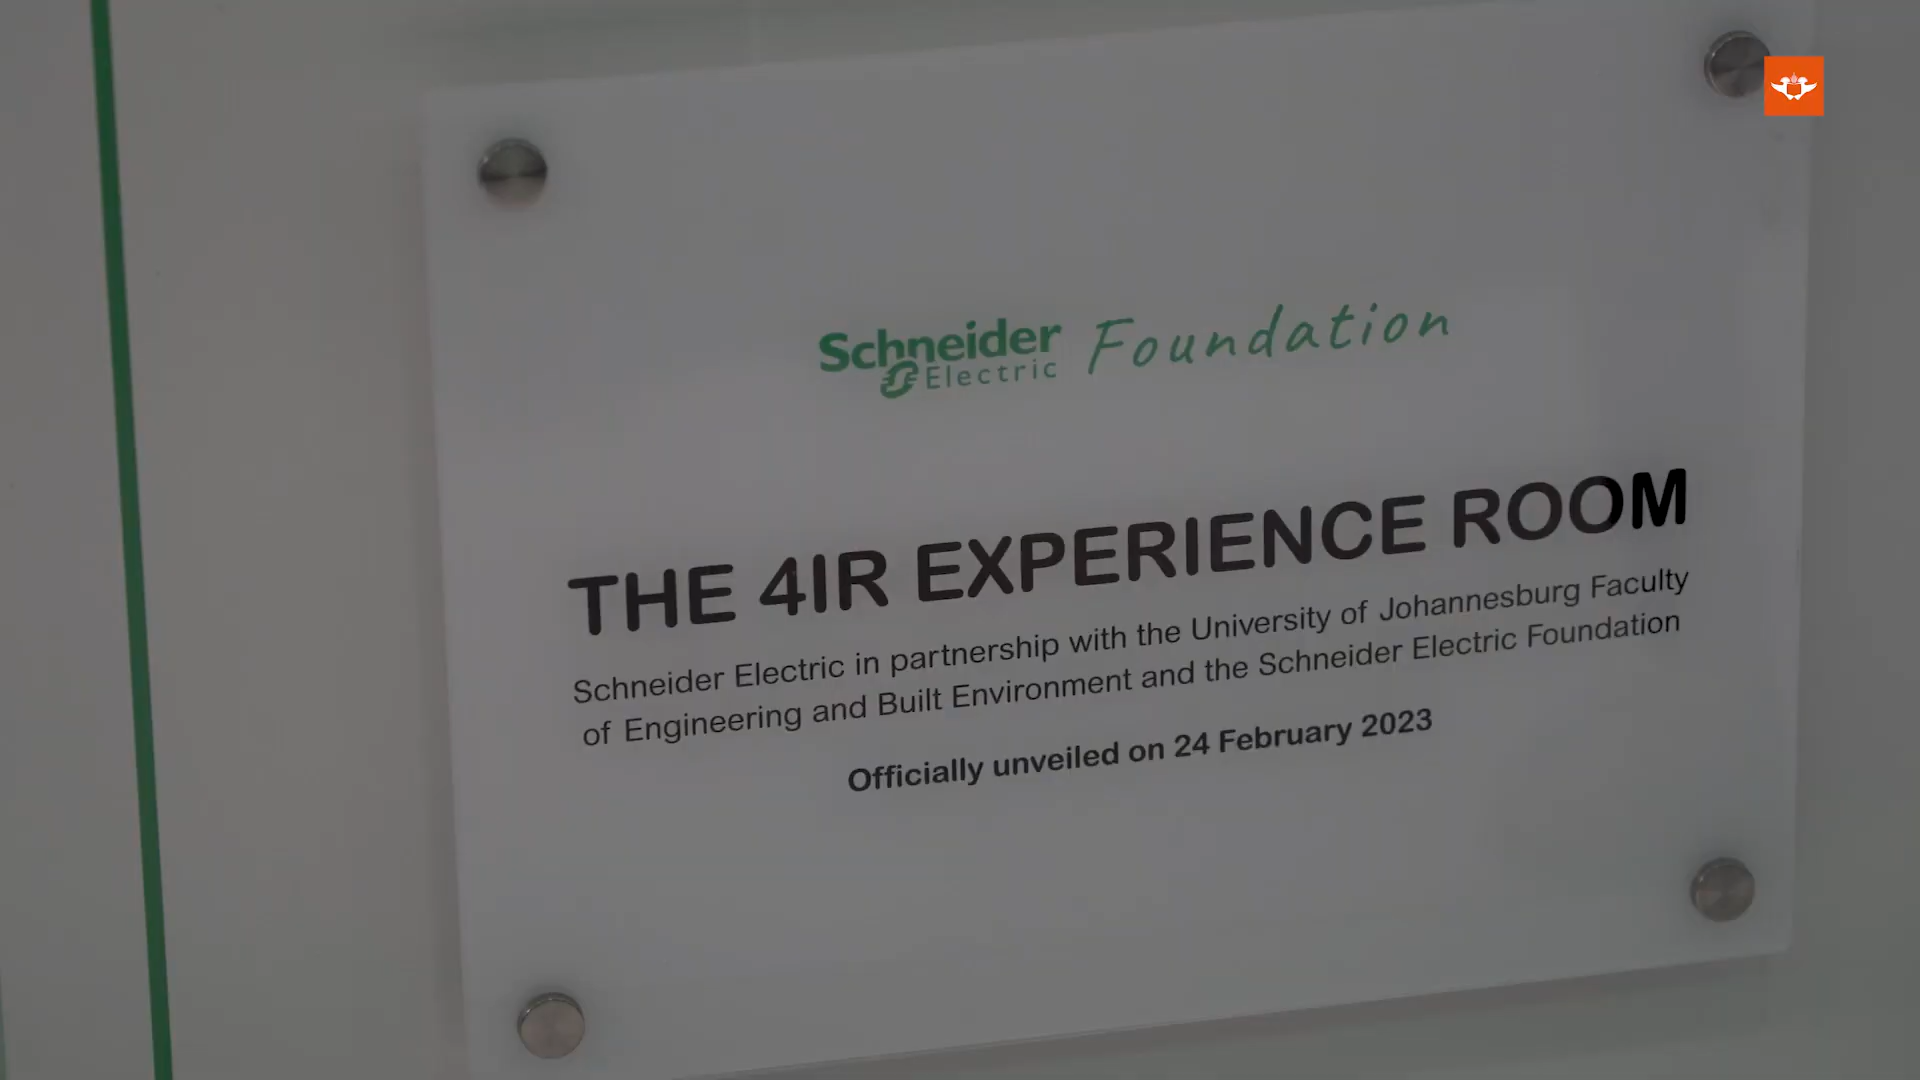 Schneider Electric Foundation
THE 4IR EXPERIENCE ROOM
Schneider Electric in partnership with the University of Johannesburg Faculty
of Engineering and Built Environment and the Schneider Electric Foundation
Officially unveiled on 24 February 2023